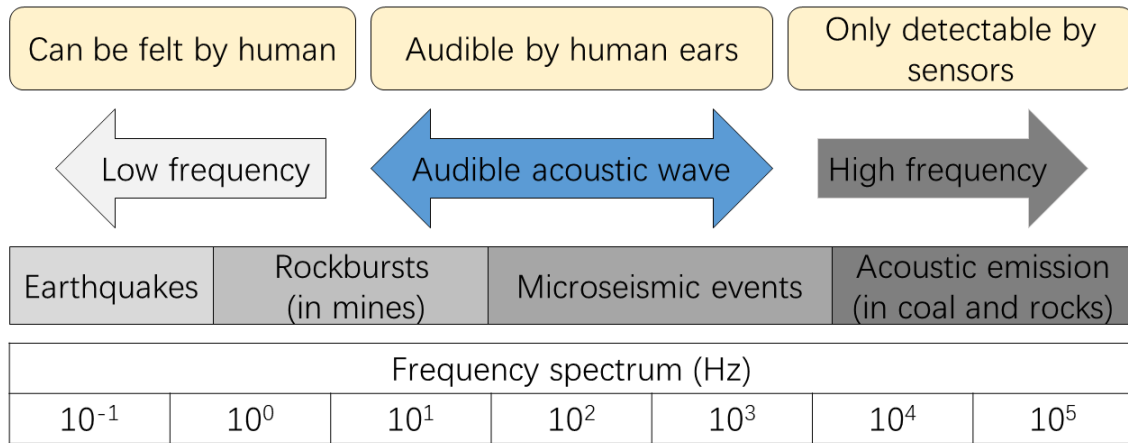 Can be felt by human
Audible by human ears
Only detectable by
sensors
Low frequency
Audible acoustic wave
High frequency
Earthquakes
Rockbursts
(in mines)
Microseismic events
Acoustic emission
(in coal and rocks)
Frequency spectrum (Hz)
10⁻¹ 10⁰ 10¹ 10² 10³ 10⁴ 10⁵